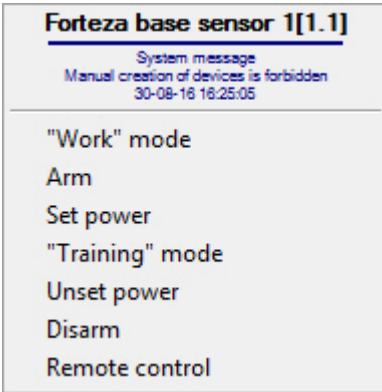 Forteza base sensor 1[1.1]
System message
Manual creation of devices is forbidden
30-08-16 16:25:05
"Work" mode
Arm
Set power
"Training" mode
Unset power
Disarm
Remote control